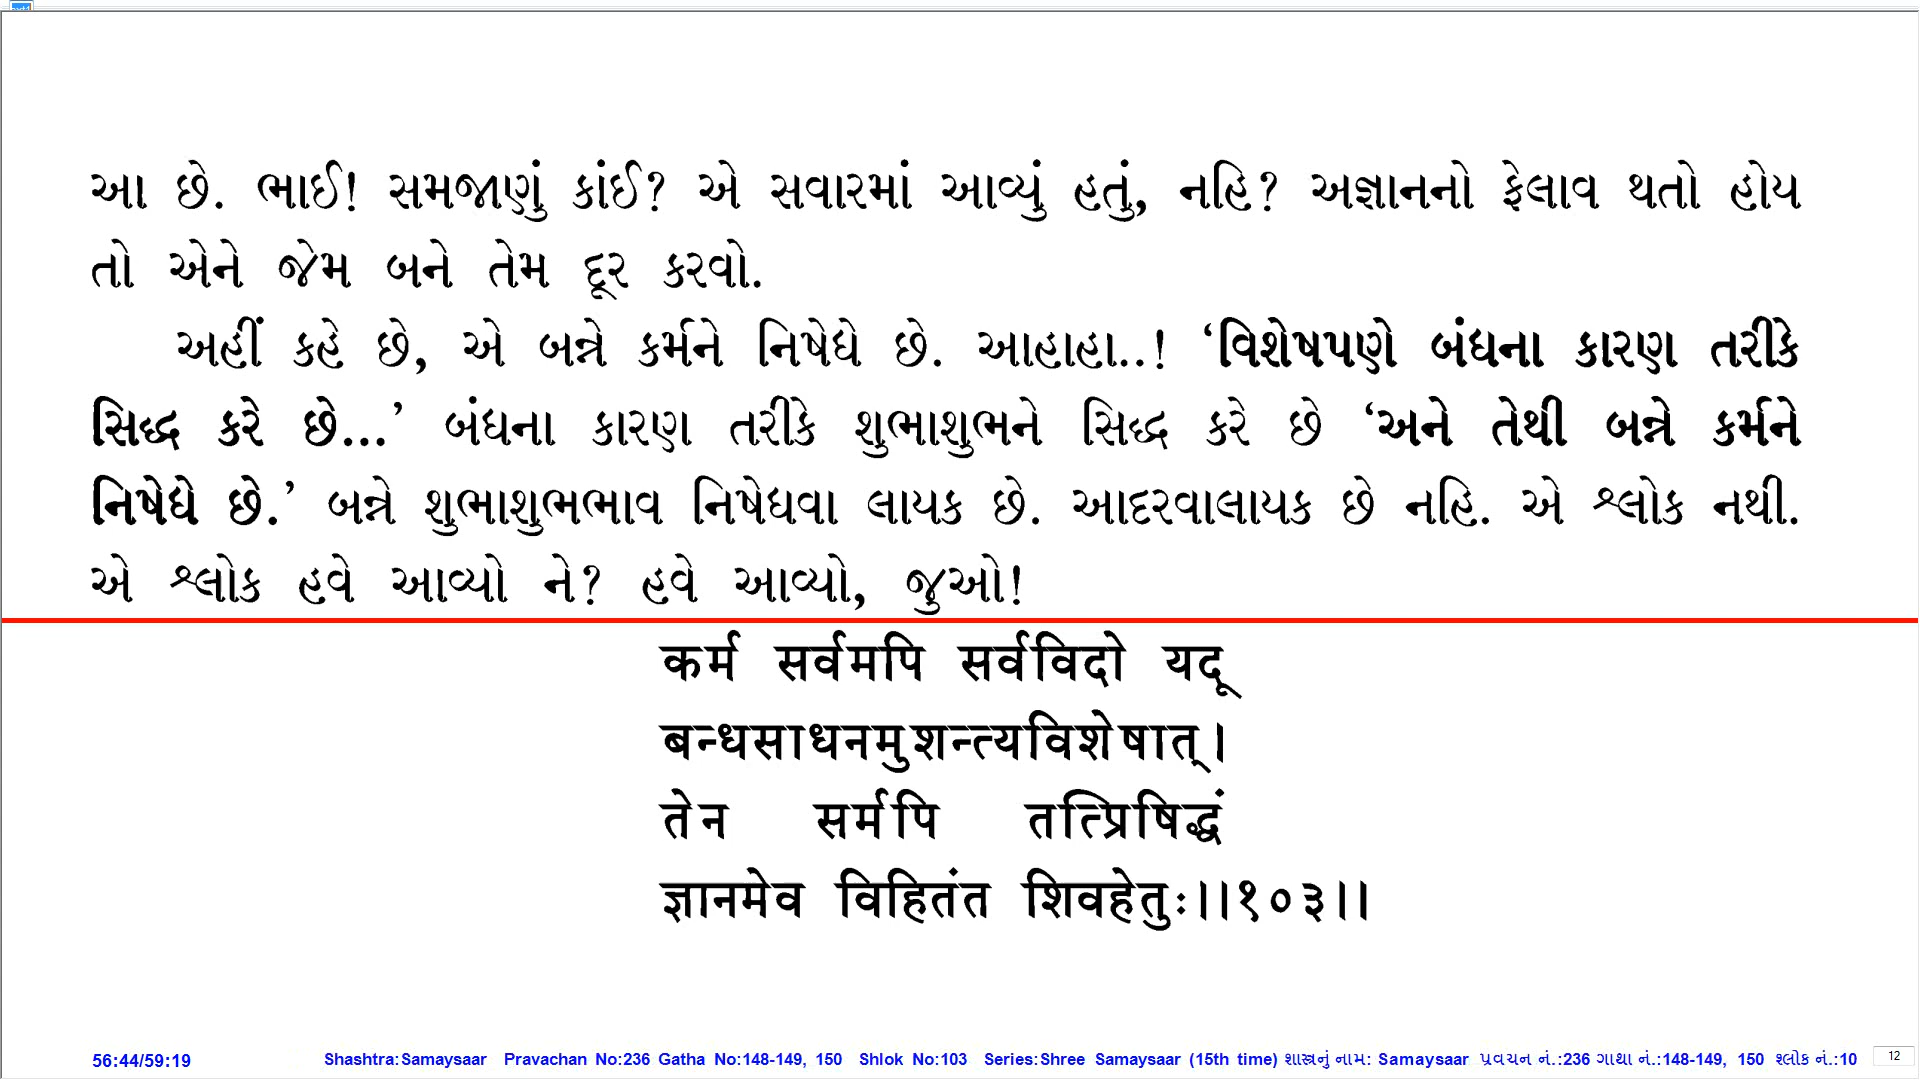 આ છે. ભાઈ! સમજાણું કાંઈ? એ સવારમાં આવ્યું હતું, નહિ? અજ્ઞાનનો ફેલાવ થતો હોય
તો એને જેમ બને તેમ દૂર કરવો.
અહીં કહે છે, એ બન્ને કર્મને નિષેધે છે. આહાહા..! ‘વિશેષપણે બંધના કારણ તરીકે
સિદ્ધ કરે છે...’ બંધના કારણ તરીકે શુભાશુભને સિદ્ધ કરે છે ‘અને તેથી બન્ને કર્મને
નિષેધે છે.’ બન્ને શુભાશુભભાવ નિષેધવા લાયક છે. આદરવાલાયક છે નહિ. એ શ્લોક નથી.
એ શ્લોક હવે આવ્યો ને? હવે આવ્યો, જુઓ!
कर्म सर्वमपि सर्वविदो यदू
बन्धसाधनमुशन्त्यविशेषात्।
तेन सर्मपि तत्प्रिषिद्धं
ज्ञानमेव विहितंत शिवहेतुः।।१०३।।
56:44/59:19 Shashtra:Samaysaar Pravachan No:236 Gatha No:148-149, 150 Shlok No:103 Series:Shree Samaysaar (15th time) શાસ્ત્રનું નામ: Samaysaar પ્રવચન નં.:236 ગાથા નં.:148-149, 150 શ્લોક નં.:10 12